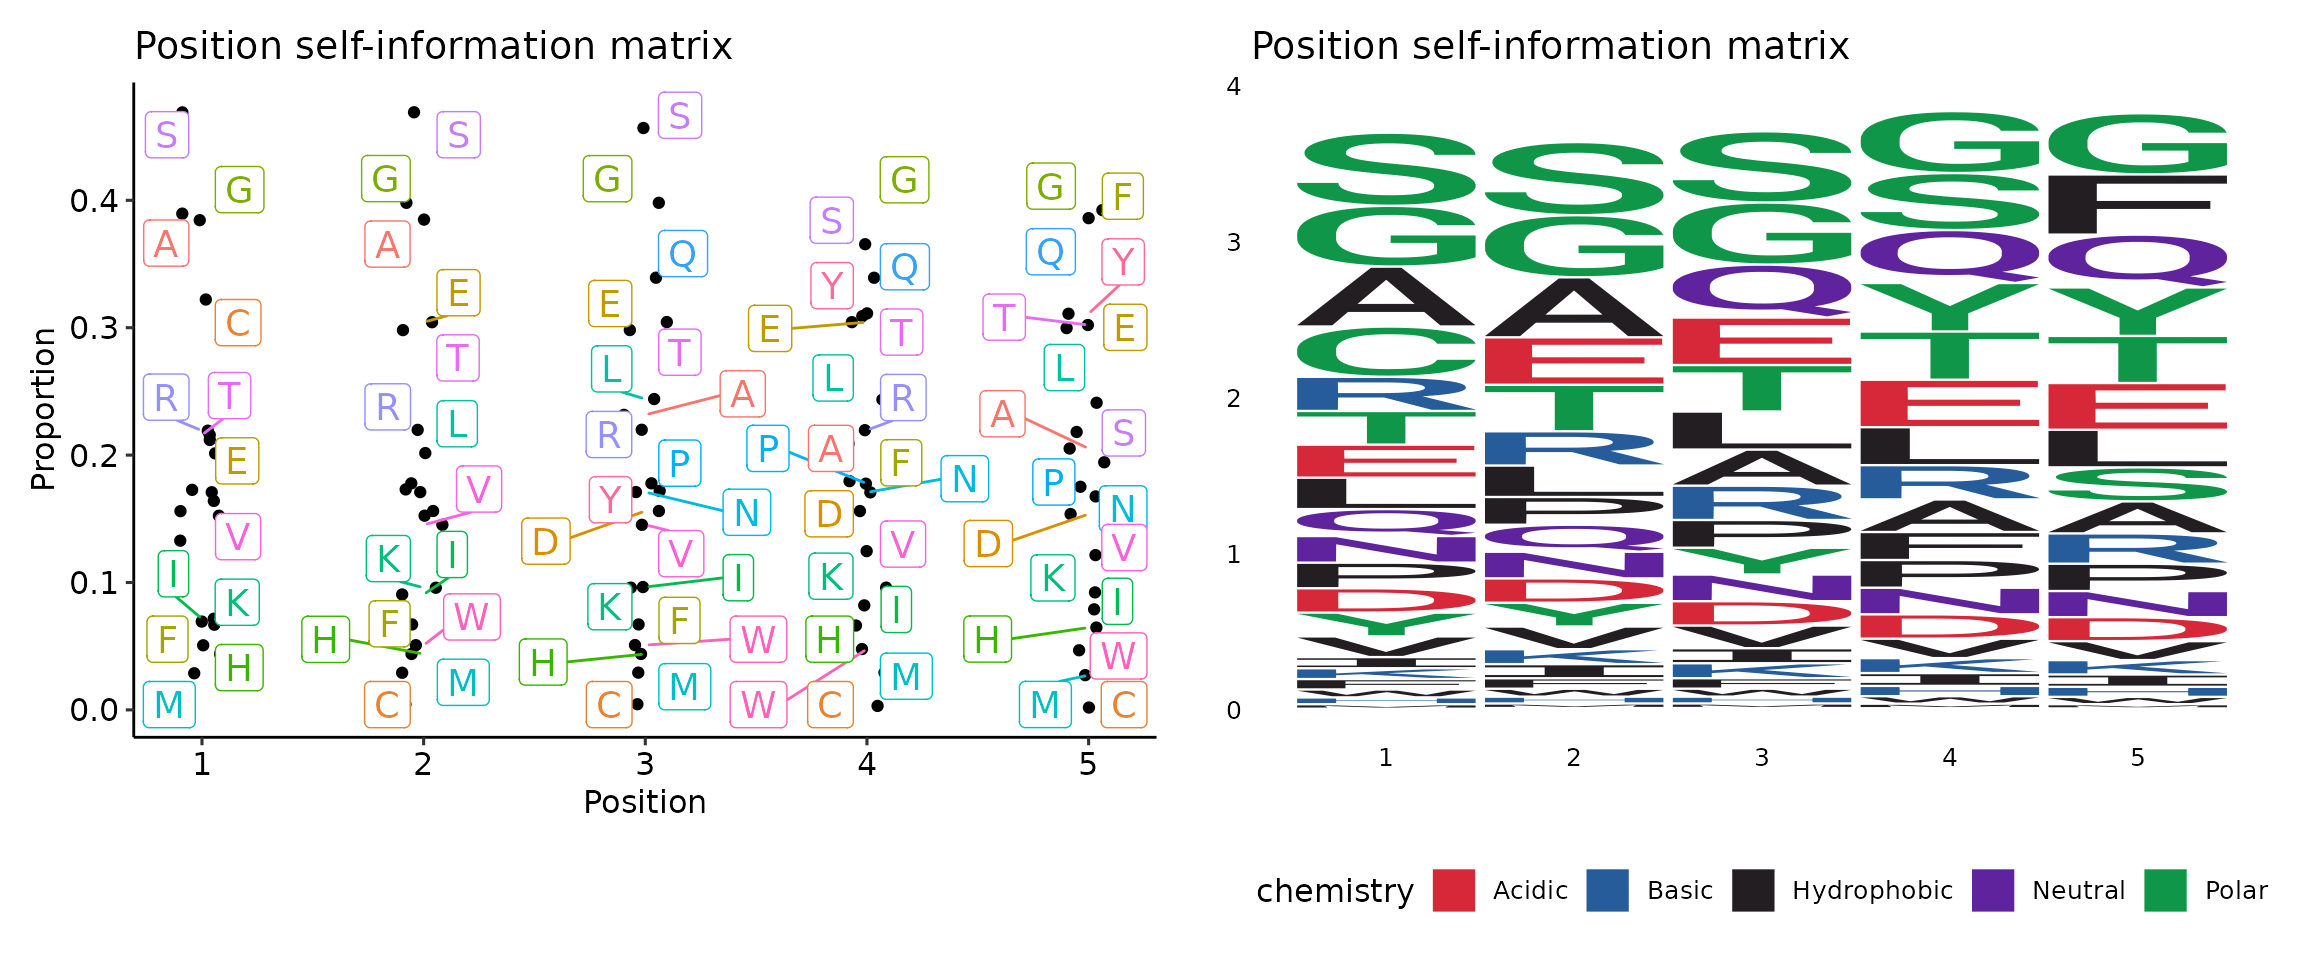 Position self-information matrix
Proportion
0.4
0.3
0.2
0.1
0.0
S
G
A
C
R
T
E
V
I
K
F
H
M
S
G
A
E
T
R
L
V
K
I
F
W
H
M
C
S
G
Q
E
T
L
A
R
P
Y
N
D
V
I
K
F
W
H
M
C
G
S
Q
Y
E
T
L
R
A
P
F
N
D
V
K
I
H
M
W
C
G
F
Q
Y
T
E
L
A
S
P
N
D
V
K
I
H
W
M
C
1 2 3 4 5
Position
Position self-information matrix
4
3
2
1
0
S
G
A
C
R
T
E
L
Q
N
P
D
Y
V
I
K
F
W
H
M
S
G
A
E
T
R
L
P
Q
N
D
Y
V
K
I
F
W
H
M
S
G
Q
E
T
L
A
R
P
Y
N
D
V
I
K
F
W
H
M
G
S
Q
Y
T
E
L
R
A
F
P
N
D
V
K
I
H
W
G
F
Q
Y
T
E
L
S
A
R
P
N
D
V
K
I
H
W
1 2 3 4 5
chemistry Acidic Basic Hydrophobic Neutral Polar